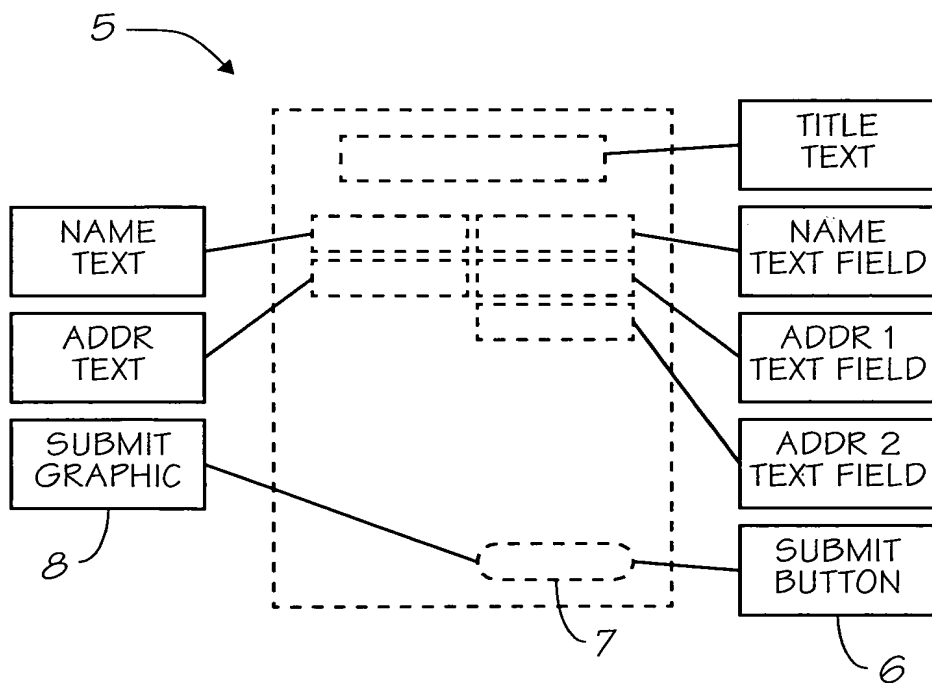 5
TITLE
TEXT
NAME
TEXT
NAME
TEXT FIELD
ADDR
TEXT
ADDR 1
TEXT FIELD
SUBMIT
GRAPHIC
ADDR 2
TEXT FIELD
8
SUBMIT
BUTTON
7
6